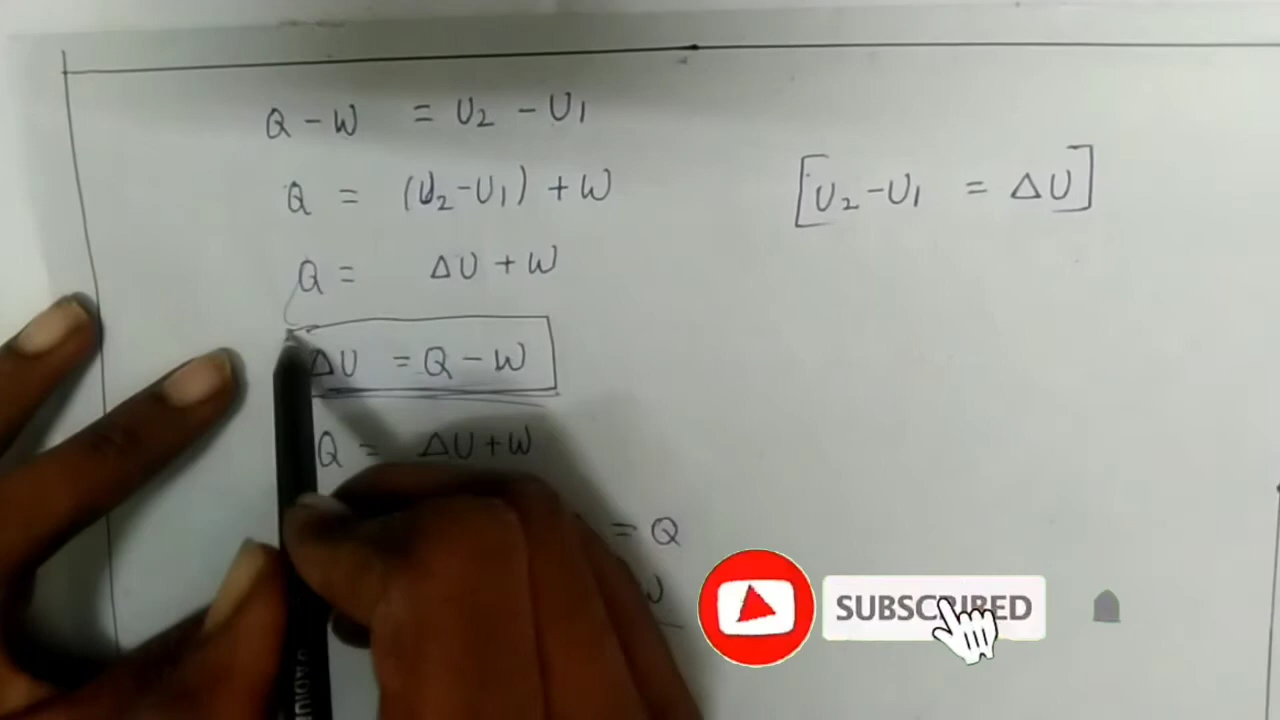 Q - W = U2 - U1
Q = (U2 - U1) + W
[U2 - U1 = ΔU]
Q = ΔU + W
ΔU = Q - W
Q = ΔU + W
= Q
W
SUBSCRIBED